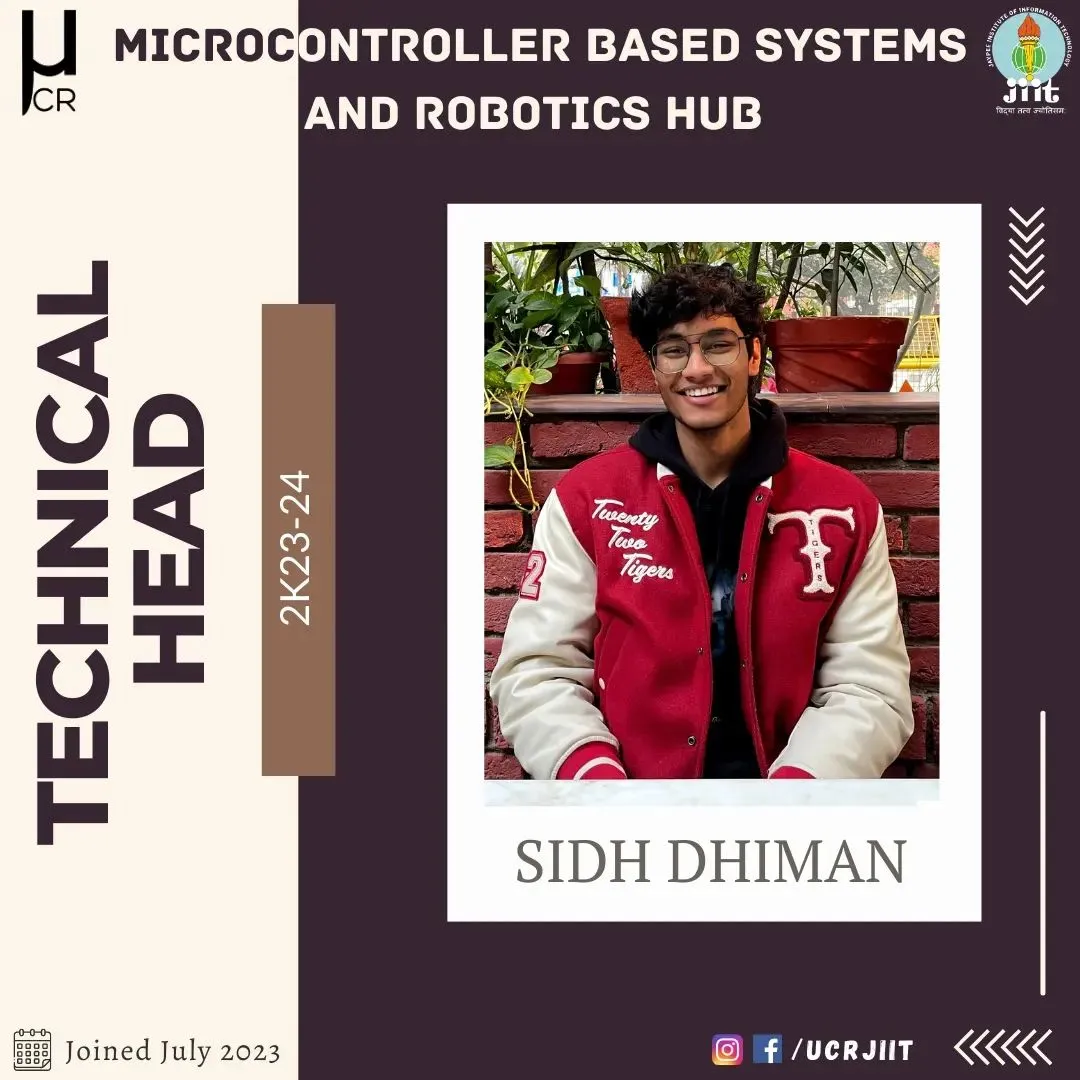 μCR
MICROCONTROLLER BASED SYSTEMS
AND ROBOTICS HUB
JAYPEE INSTITUTE OF INFORMATION TECHNOLOGY
jiit
विद्या तत्व ज्योतिसमः
TECHNICAL
HEAD
2K23-24
Twenty
Two
Tigers
2
T
TIGERS
SIDH DHIMAN
Joined July 2023
/UCRJIIT